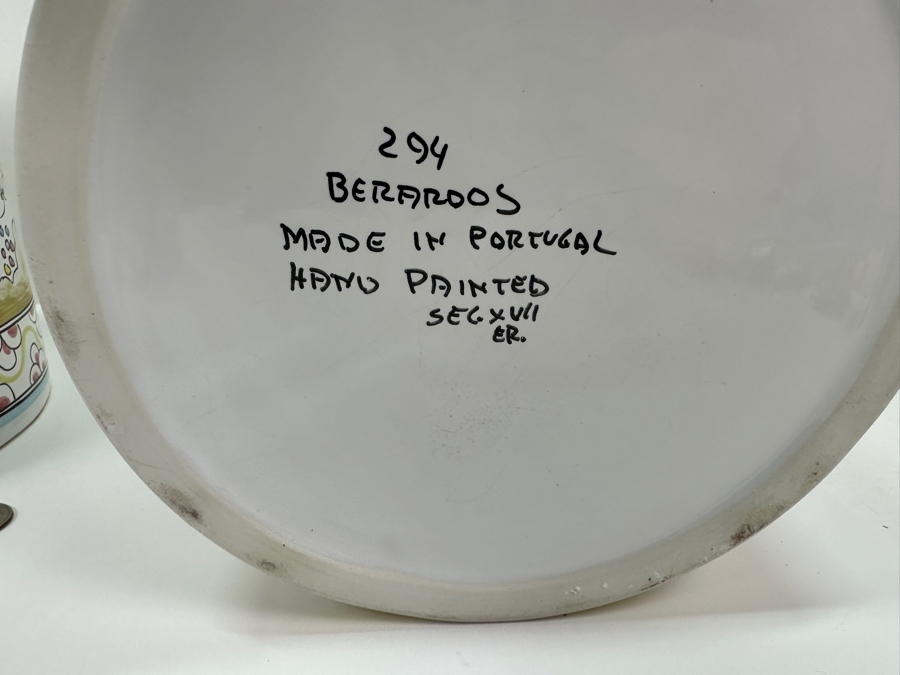 294
BERARDOS
MADE IN PORTUGAL
HAND PAINTED
SEC. XVII
ER.